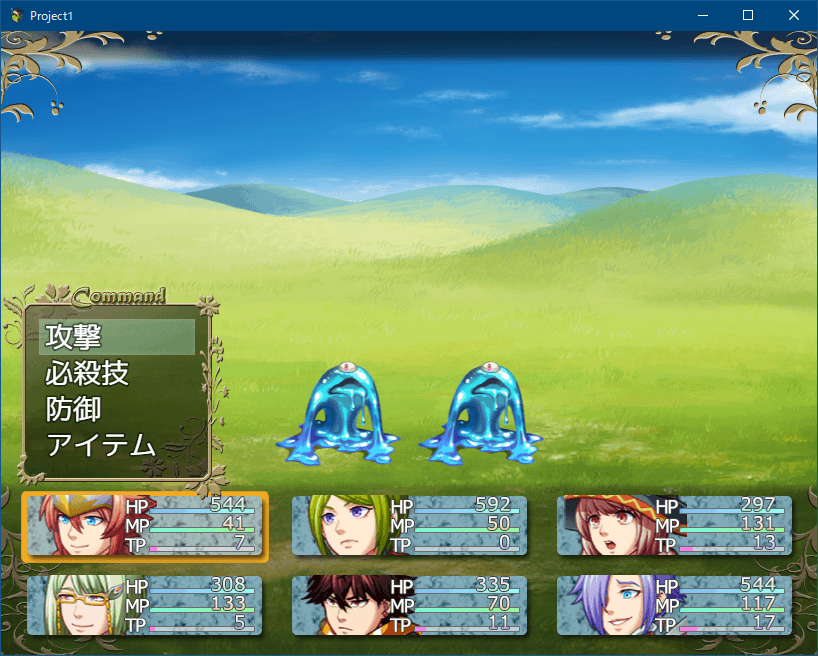 Project1
Command
攻撃
必殺技
防御
アイテム
HP 544
MP 41
TP 7
HP 592
MP 50
TP 0
HP 297
MP 131
TP 13
HP 308
MP 133
TP 5
HP 335
MP 70
TP 11
HP 544
MP 117
TP 17